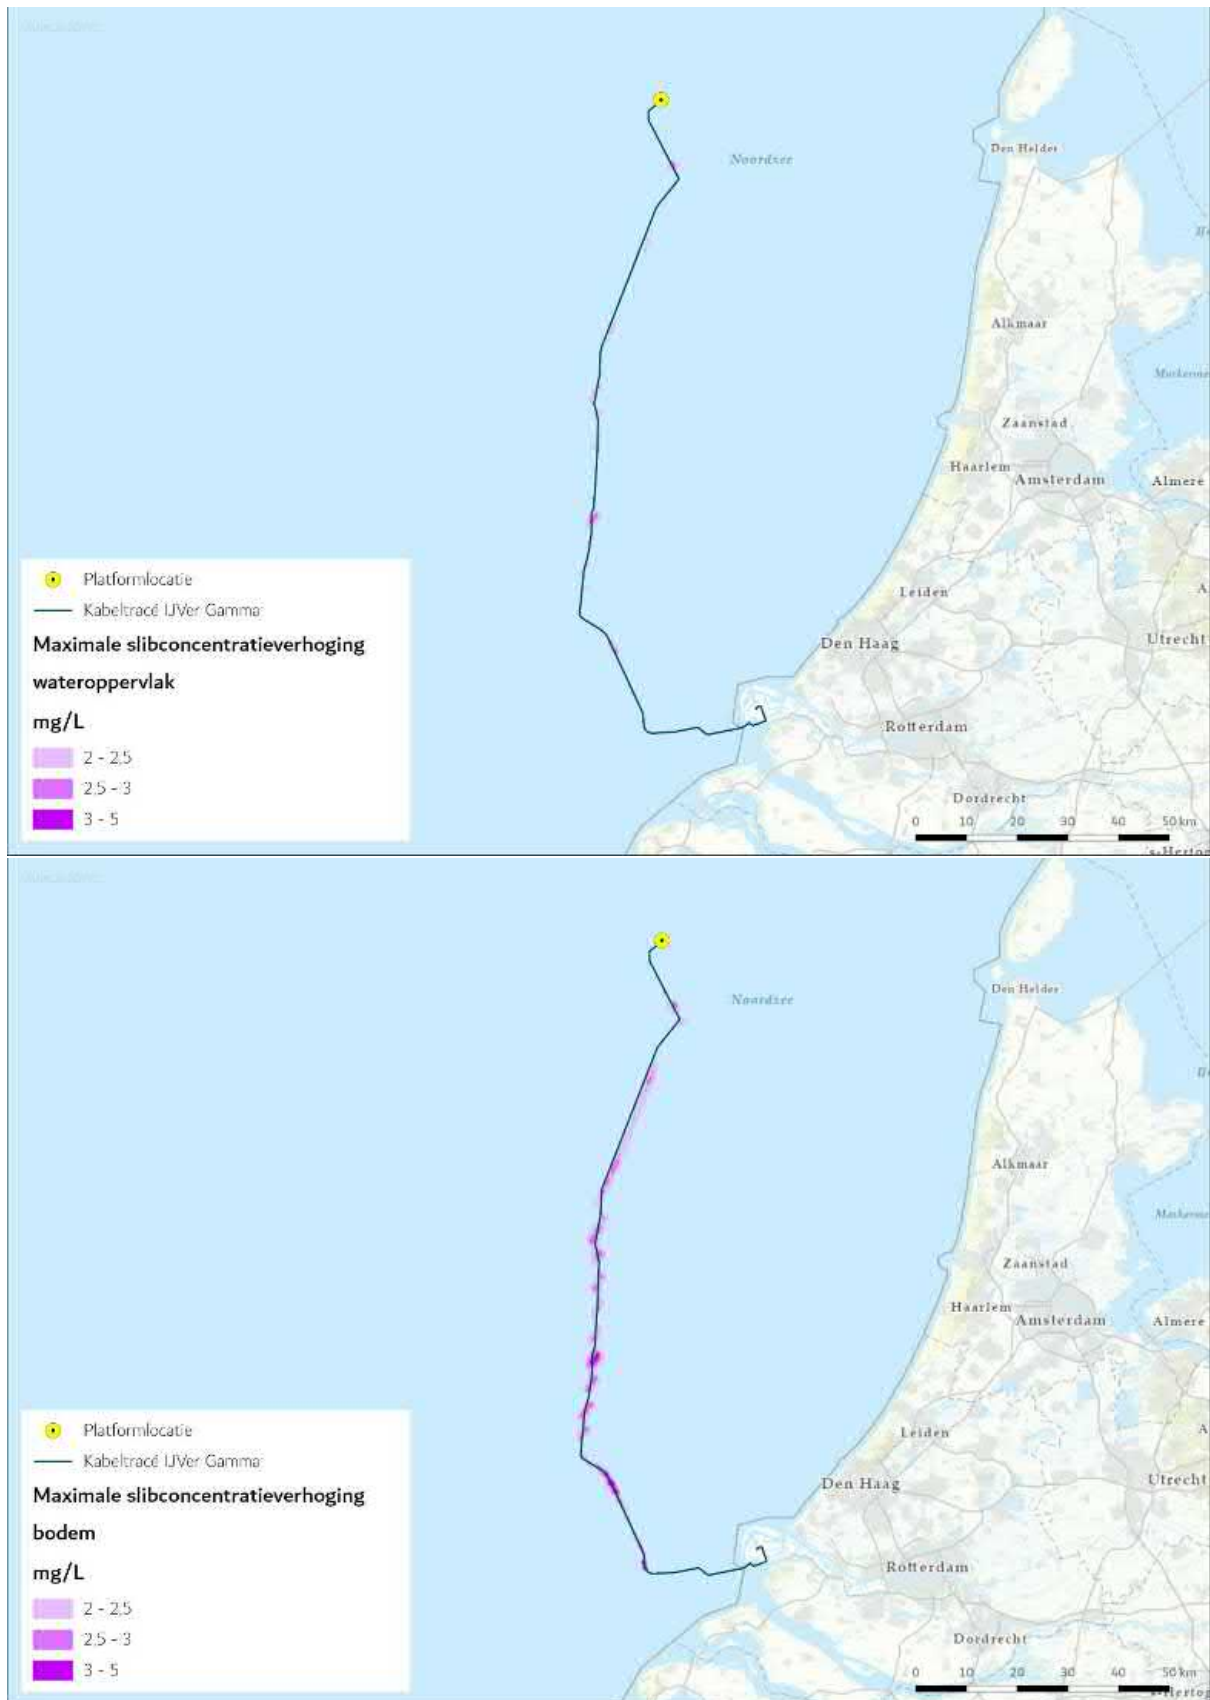 Noordzee
Den Helder
Alkmaar
Zaanstad
Haarlem
Amsterdam
Almere
Leiden
Den Haag
Utrecht
Rotterdam
Dordrecht
Platformlocatie
Kabeltracé IJVer Gamma
Maximale slibconcentratieverhoging
wateroppervlak
mg/L
2 - 2.5
2.5 - 3
3 - 5
0 10 20 30 40 50 km
Noordzee
Den Helder
Alkmaar
Zaanstad
Haarlem
Amsterdam
Almere
Leiden
Den Haag
Utrecht
Rotterdam
Dordrecht
Platformlocatie
Kabeltracé IJVer Gamma
Maximale slibconcentratieverhoging
bodem
mg/L
2 - 2.5
2.5 - 3
3 - 5
0 10 20 30 40 50 km